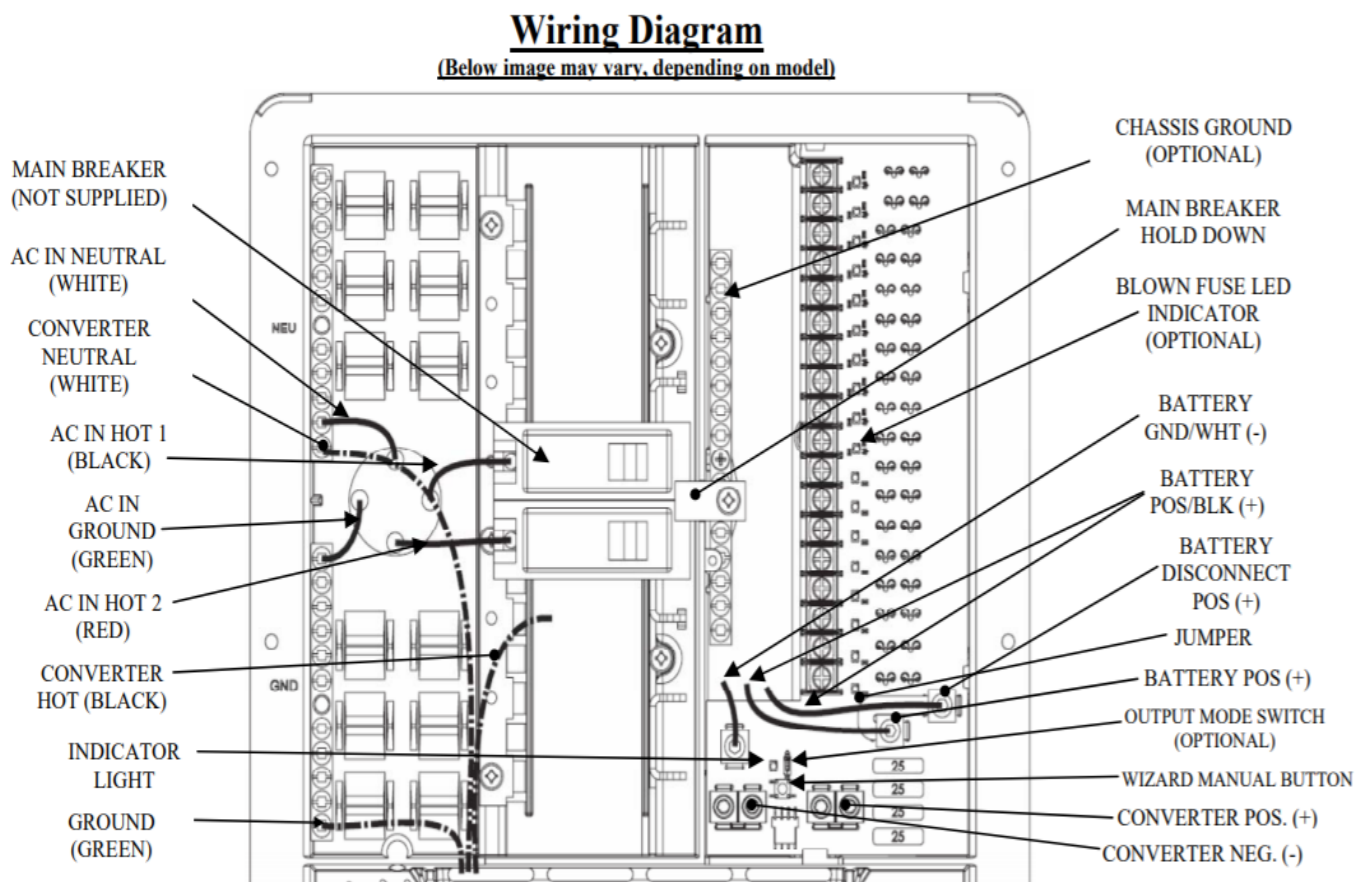 Wiring Diagram
(Below image may vary, depending on model)
MAIN BREAKER
(NOT SUPPLIED)
AC IN NEUTRAL
(WHITE)
CONVERTER
NEUTRAL
(WHITE)
AC IN HOT 1
(BLACK)
AC IN
GROUND
(GREEN)
AC IN HOT 2
(RED)
CONVERTER
HOT (BLACK)
INDICATOR
LIGHT
GROUND
(GREEN)
NEU
GND
CHASSIS GROUND
(OPTIONAL)
MAIN BREAKER
HOLD DOWN
BLOWN FUSE LED
INDICATOR
(OPTIONAL)
BATTERY
GND/WHT (-)
BATTERY
POS/BLK (+)
BATTERY
DISCONNECT
POS (+)
JUMPER
BATTERY POS (+)
OUTPUT MODE SWITCH
(OPTIONAL)
WIZARD MANUAL BUTTON
CONVERTER POS. (+)
CONVERTER NEG. (-)
25
25
25
25